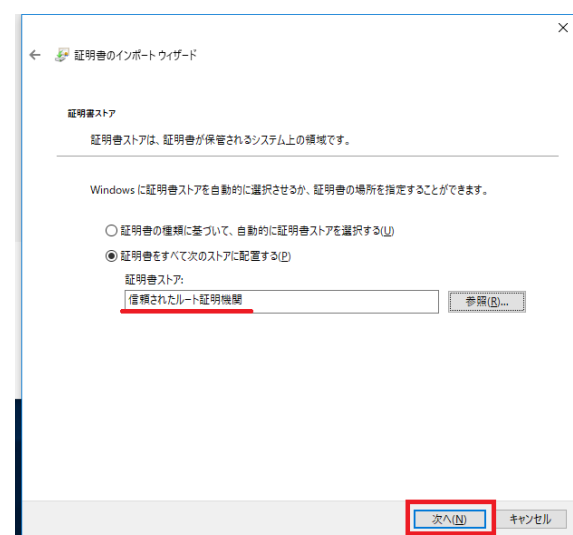 証明書のインポート ウィザード
証明書ストア
証明書ストアは、証明書が保管されるシステム上の領域です。
Windows に証明書ストアを自動的に選択させるか、証明書の場所を指定することができます。
証明書の種類に基づいて、自動的に証明書ストアを選択する(U)
証明書をすべて次のストアに配置する(P)
証明書ストア:
信頼されたルート証明機関
参照(R)...
次へ(N)
キャンセル